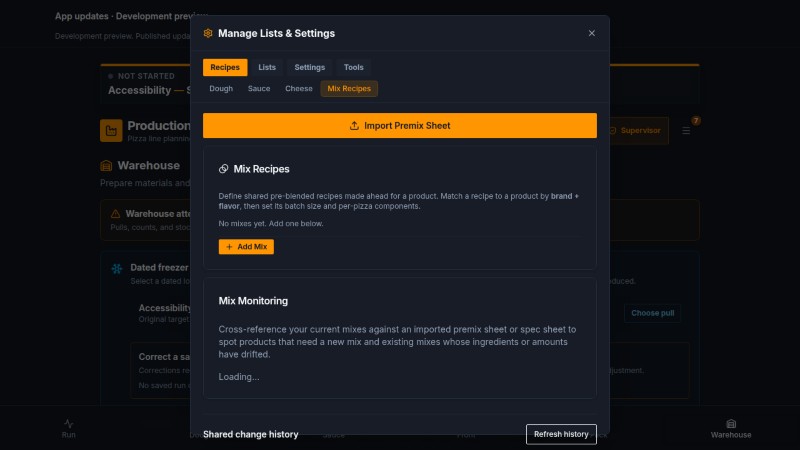 App updates · Development preview
Development preview. Published upda
Manage Lists & Settings
Recipes Lists Settings Tools
Dough Sauce Cheese Mix Recipes
NOT STARTED
Accessibility — S
Import Premix Sheet
Production
Pizza line planning
Supervisor
7
Mix Recipes
Warehouse
Prepare materials and
Define shared pre-blended recipes made ahead for a product. Match a recipe to a product by brand +
flavor, then set its batch size and per-pizza components.
No mixes yet. Add one below.
Add Mix
Warehouse atte
Pulls, counts, and stoc
Dated freezer
Select a dated lo
oduced.
Accessibility
Original target
Choose pull
Mix Monitoring
Cross-reference your current mixes against an imported premix sheet or spec sheet to
spot products that need a new mix and existing mixes whose ingredients or amounts
have drifted.
Loading...
Correct a sa
Corrections re
djustment.
No saved run
Shared change history
Refresh history
Run
Sauce
Warehouse